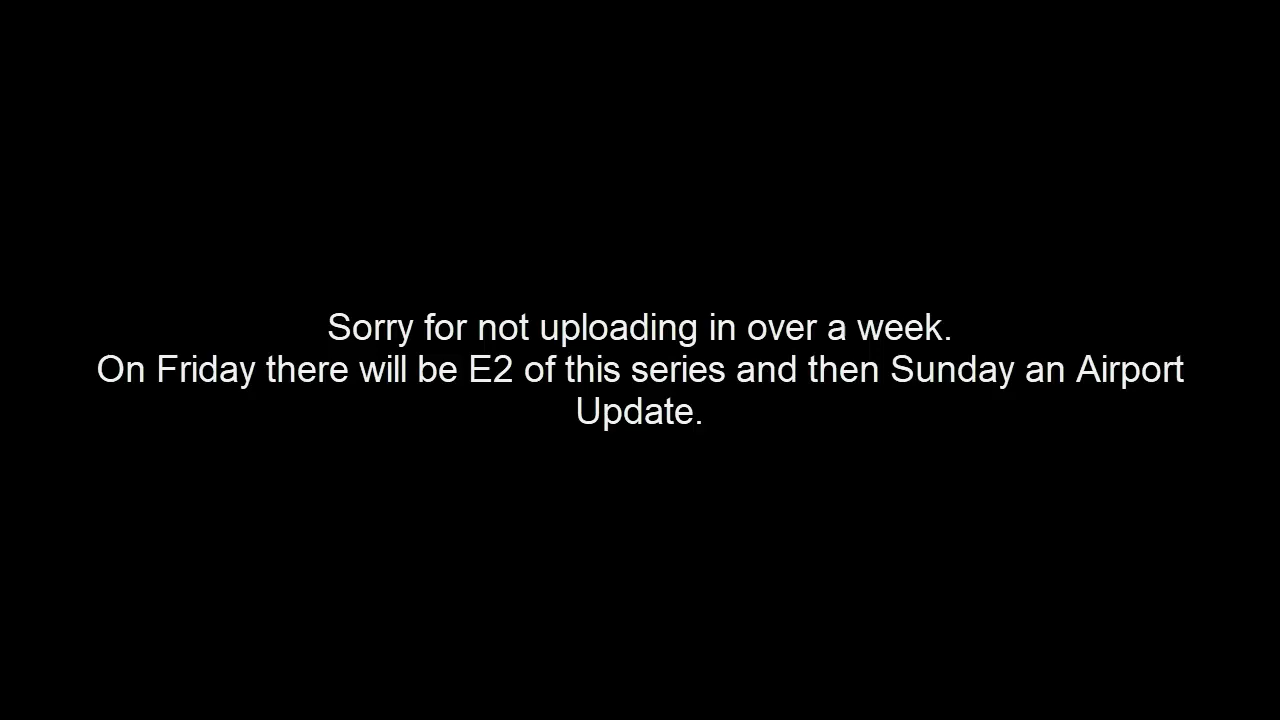 Sorry for not uploading in over a week.
On Friday there will be E2 of this series and then Sunday an Airport
Update.